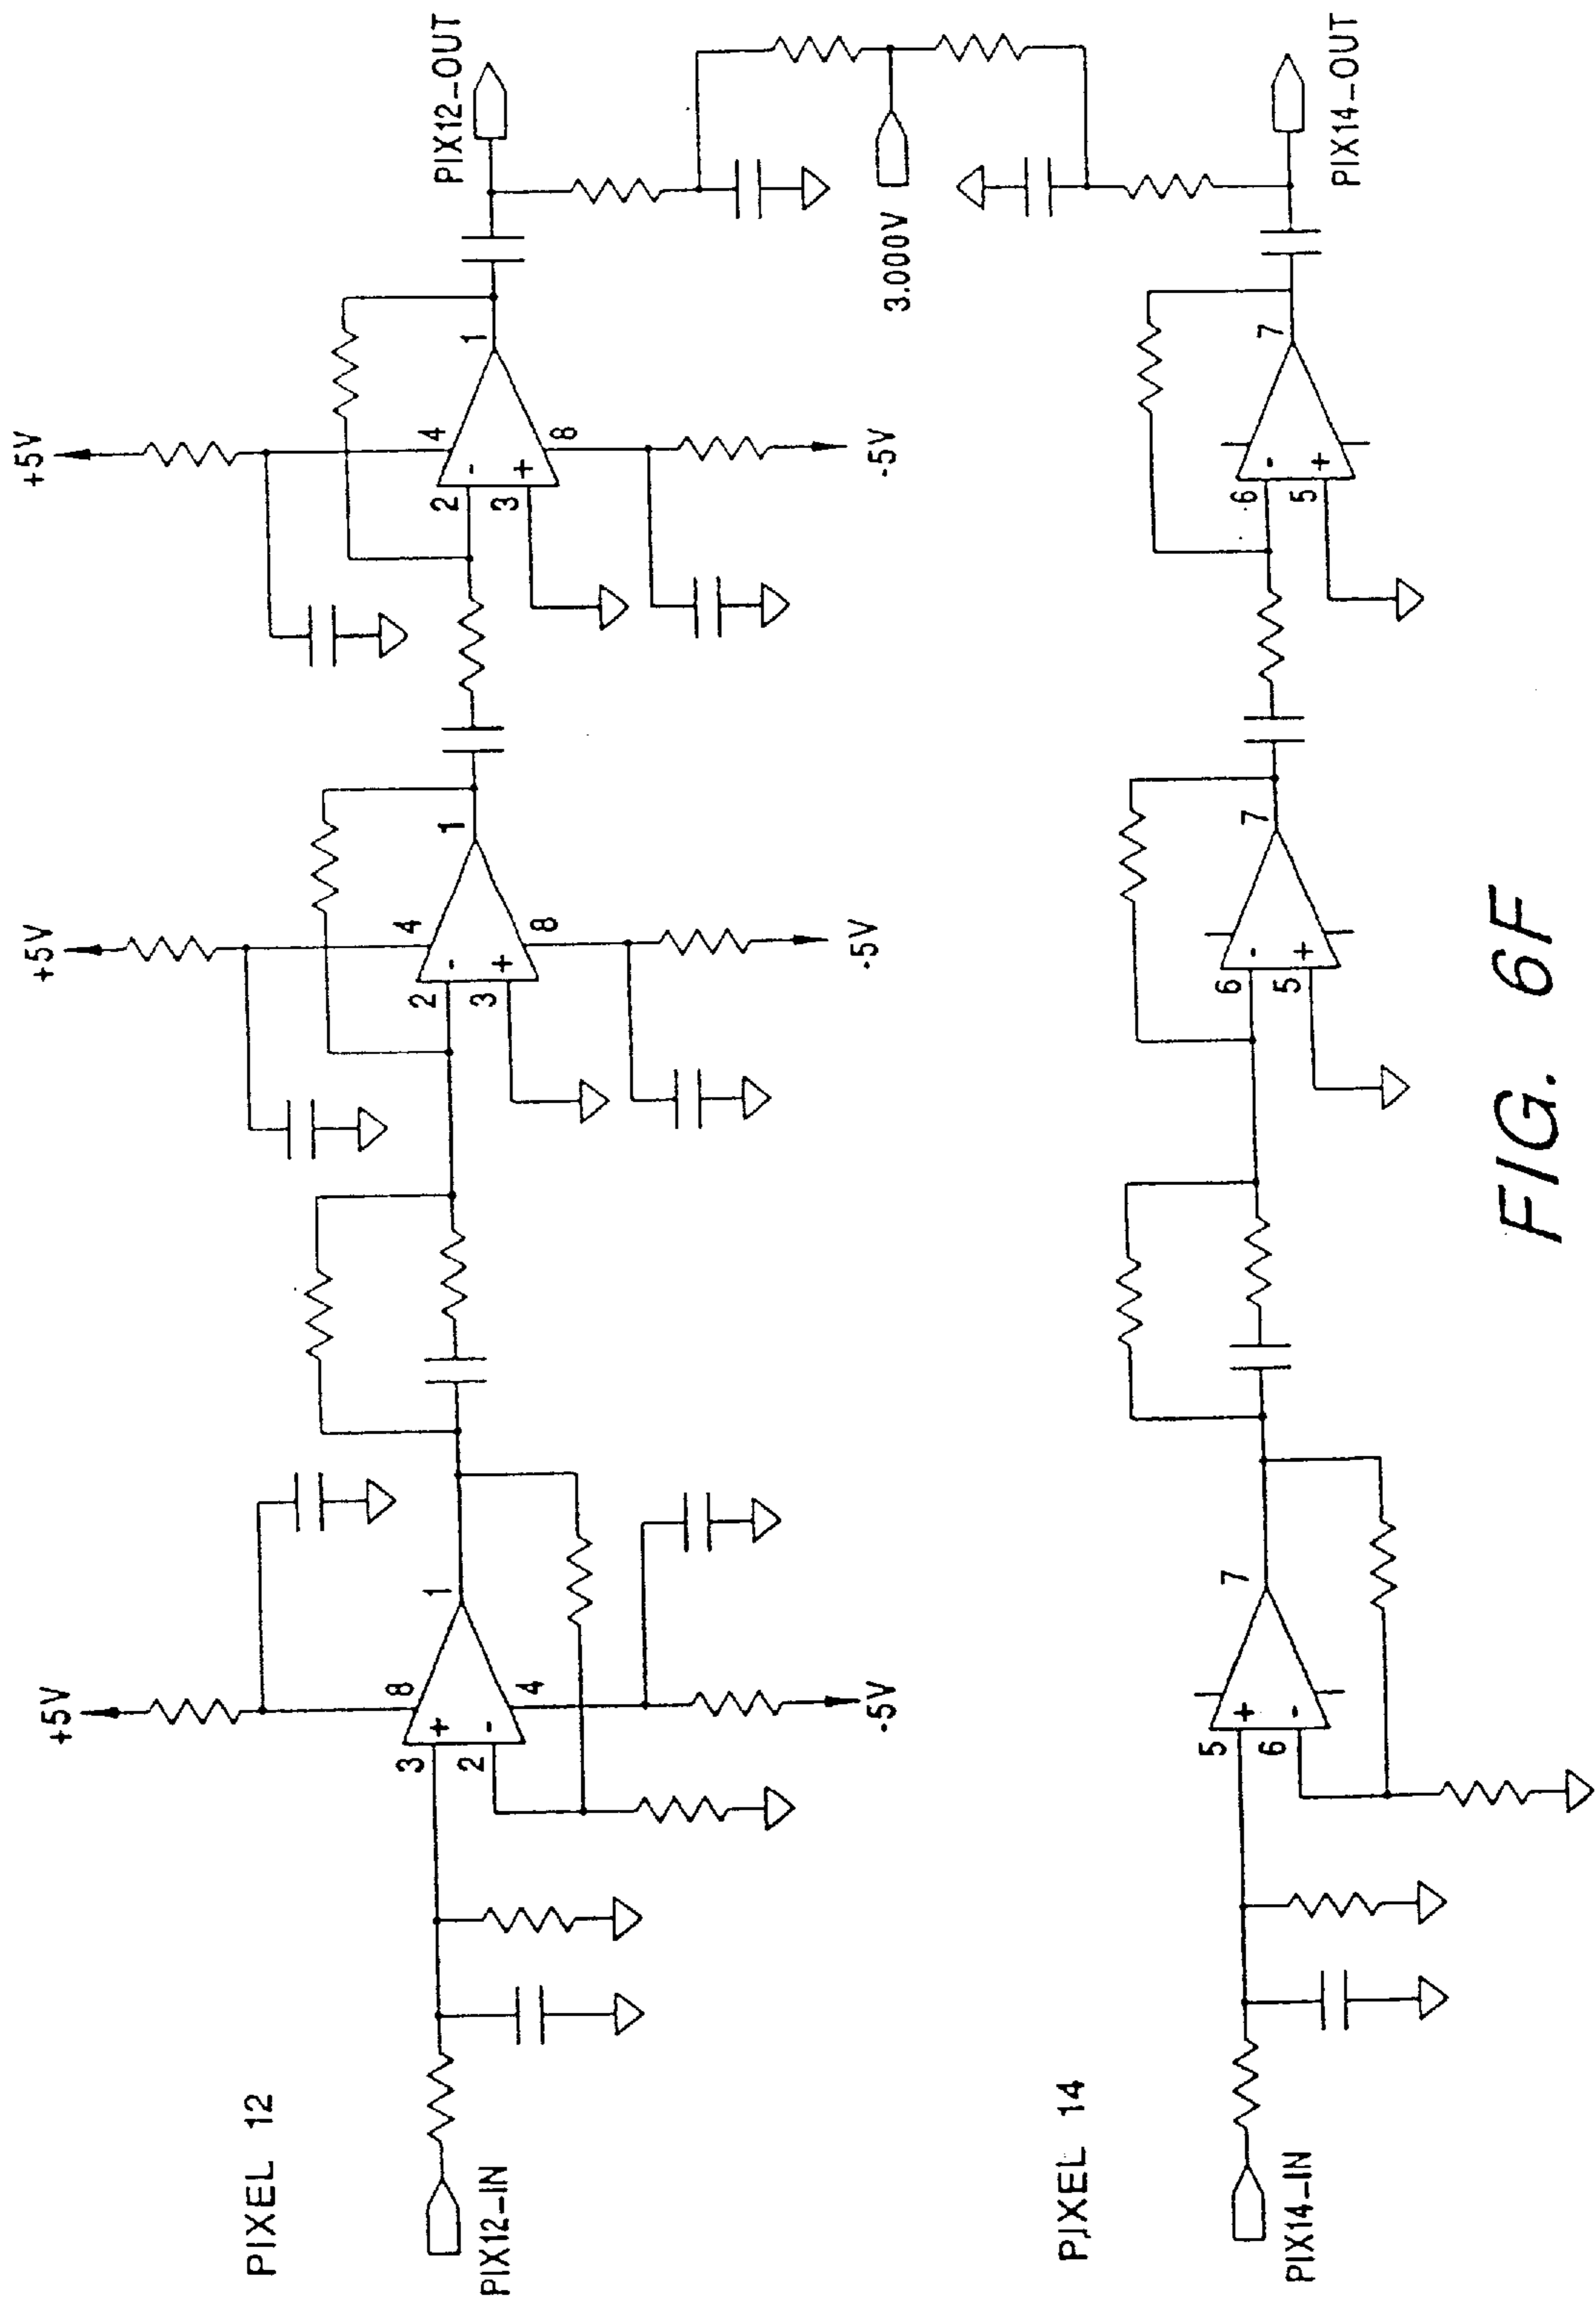 PIXEL 12
+5V
+5V
+5V
PIX12-IN
3
2
8
4
+
-
1
-5V
2
3
4
8
-
+
1
-5V
2
3
4
8
-
+
1
-5V
PIX12-OUT
3.000V
PIXEL 14
PIX14-IN
5
6
+
-
7
6
5
-
+
7
6
5
-
+
7
PIX14-OUT
FIG. 6F